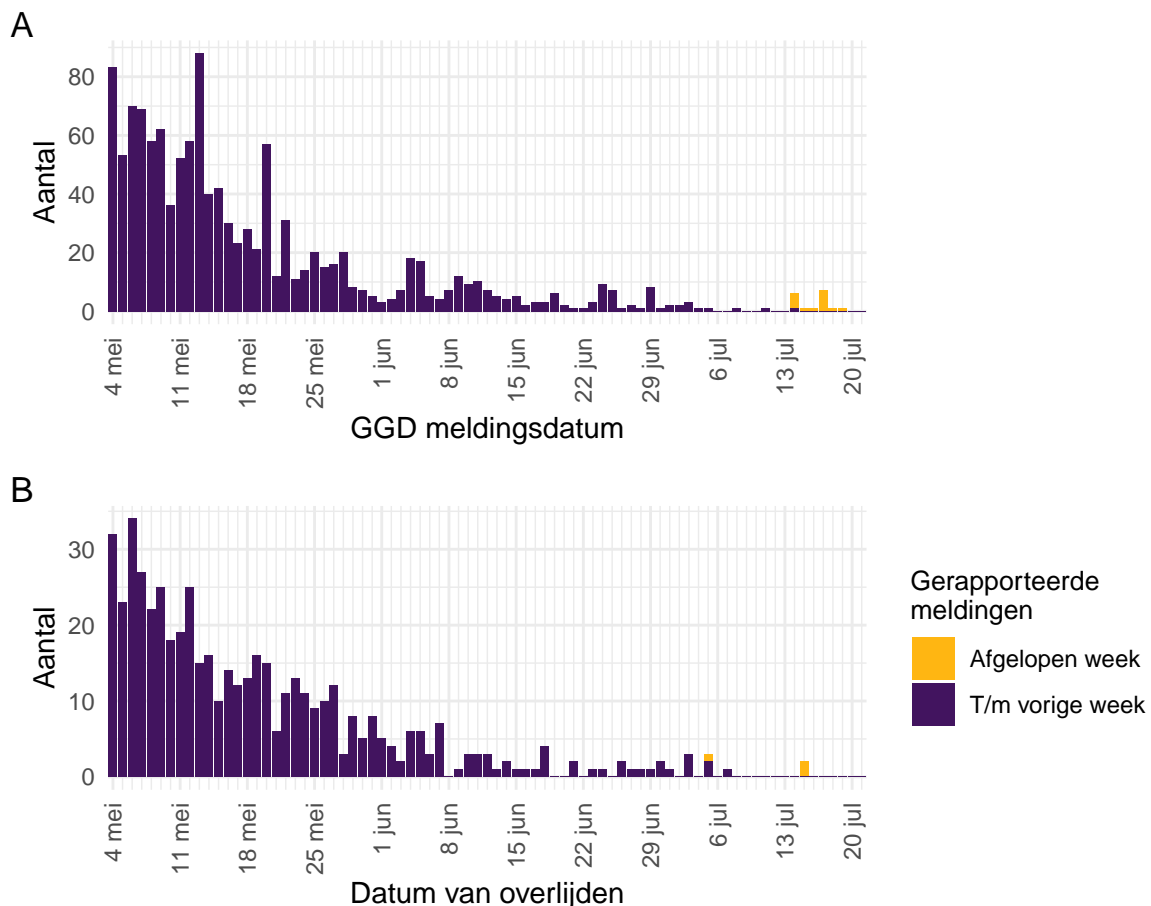 A
80
60
40
20
0
Aantal
4 mei
11 mei
18 mei
25 mei
1 jun
8 jun
15 jun
22 jun
29 jun
6 jul
13 jul
20 jul
GGD meldingsdatum
B
30
20
10
0
Aantal
4 mei
11 mei
18 mei
25 mei
1 jun
8 jun
15 jun
22 jun
29 jun
6 jul
13 jul
20 jul
Datum van overlijden
Gerapporteerde
meldingen
Afgelopen week
T/m vorige week